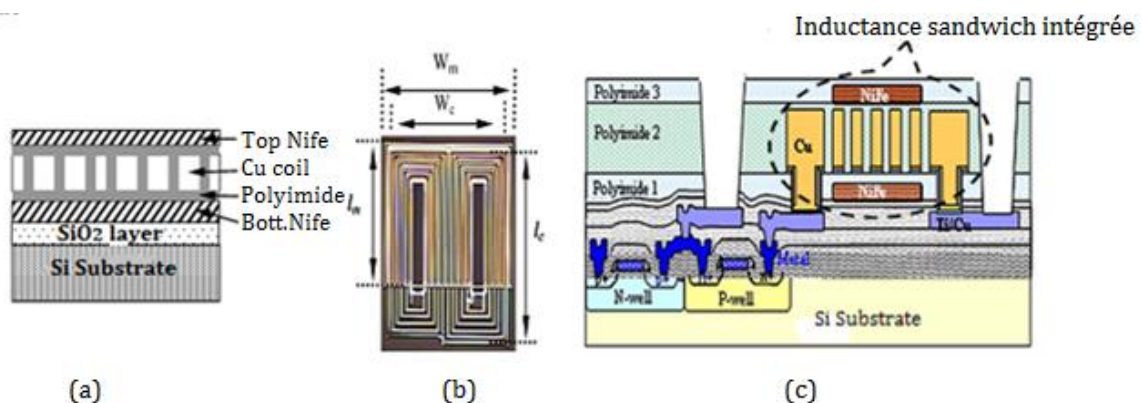 Top Nife
Cu coil
Polyimide
Bott.Nife
SiO2 layer
Si Substrate
(a)
Wm
Wc
lm
lc
(b)
Inductance sandwich intégrée
Polyimide 3
NiFe
Polyimide 2
Cu
Polyimide 1
NiFe
Ti/Cu
Metal
N-well
P-well
Si Substrate
(c)